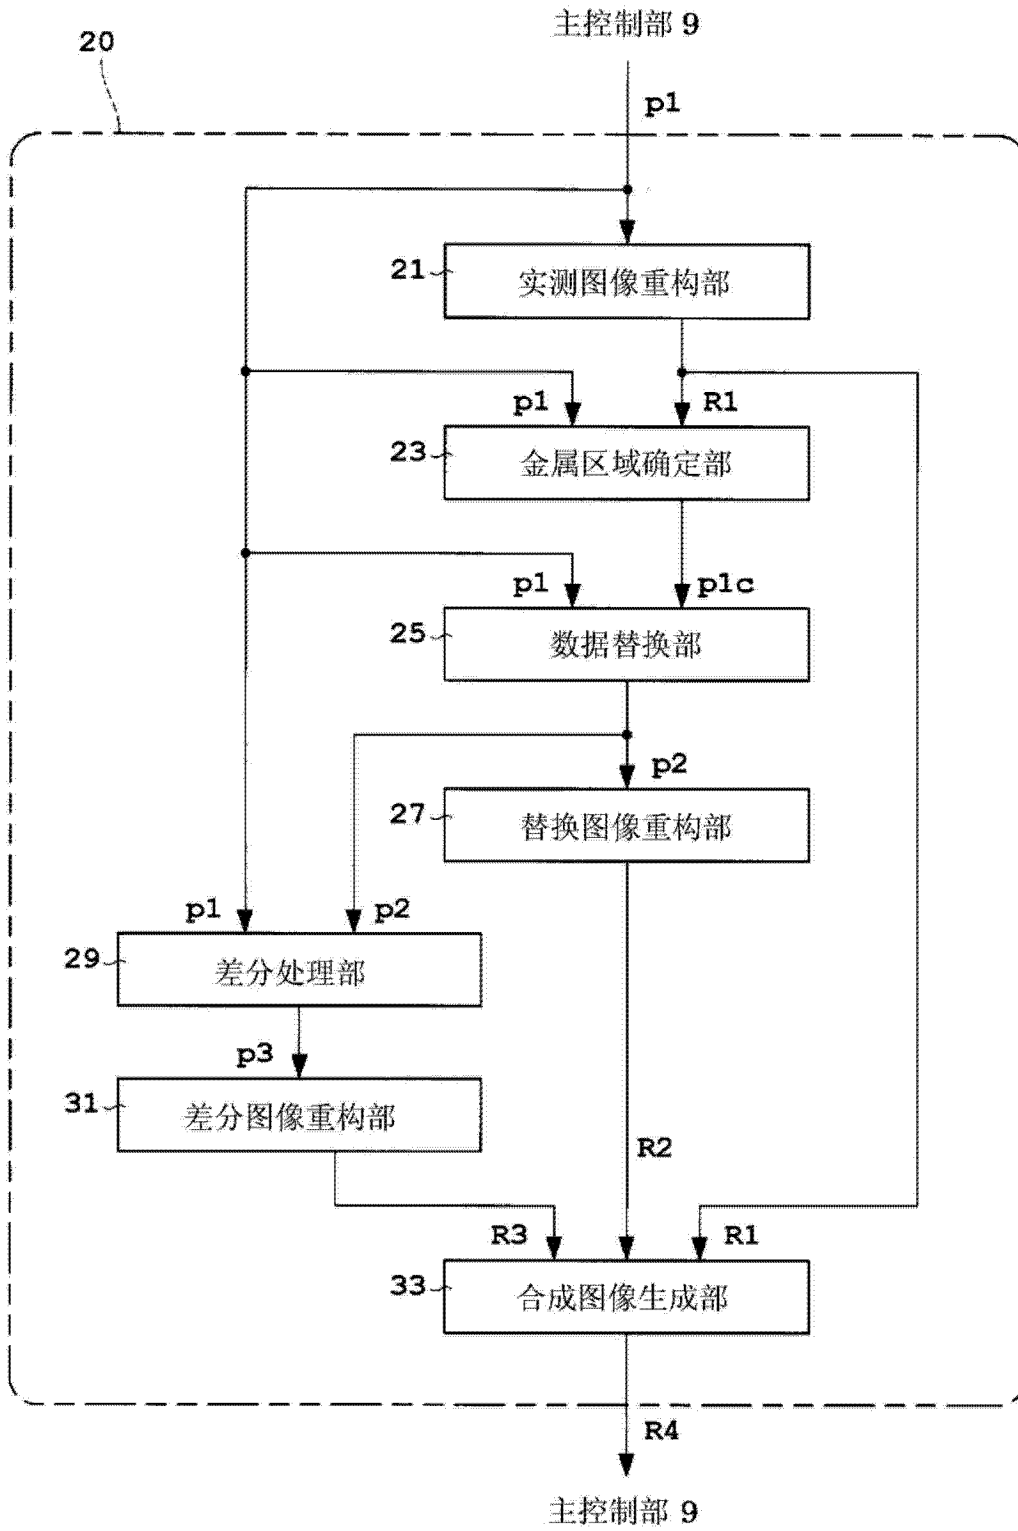 主控制部 9
20
p1
21
实测图像重构部
p1
R1
23
金属区域确定部
p1
p1c
25
数据替换部
p2
27
替换图像重构部
p1
p2
29
差分处理部
p3
31
差分图像重构部
R2
R3
R1
33
合成图像生成部
R4
主控制部 9